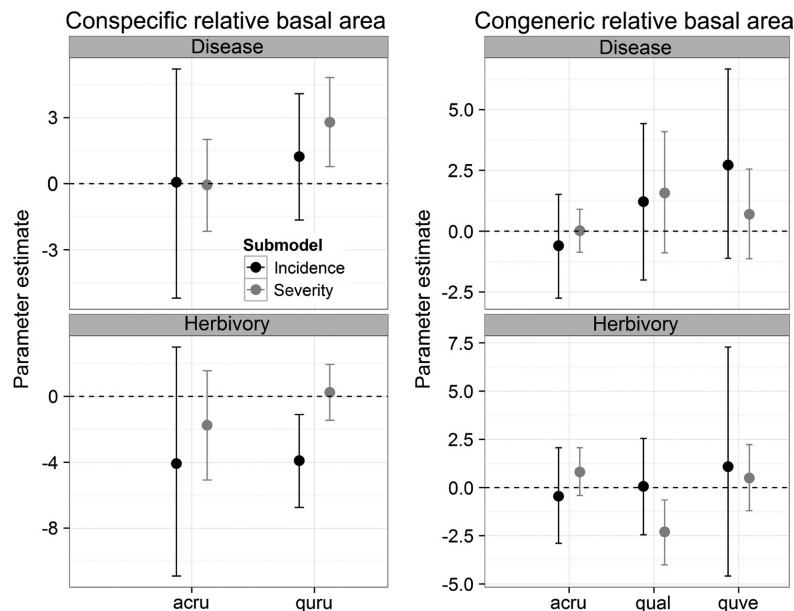 Conspecific relative basal area
Disease
3
0
-3
Submodel
Incidence
Severity
Herbivory
0
-4
-8
acru
quru
Parameter estimate
Congeneric relative basal area
Disease
5.0
2.5
0.0
-2.5
Herbivory
7.5
2.5
0.0
-2.5
-5.0
acru
qual
quve
Parameter estimate